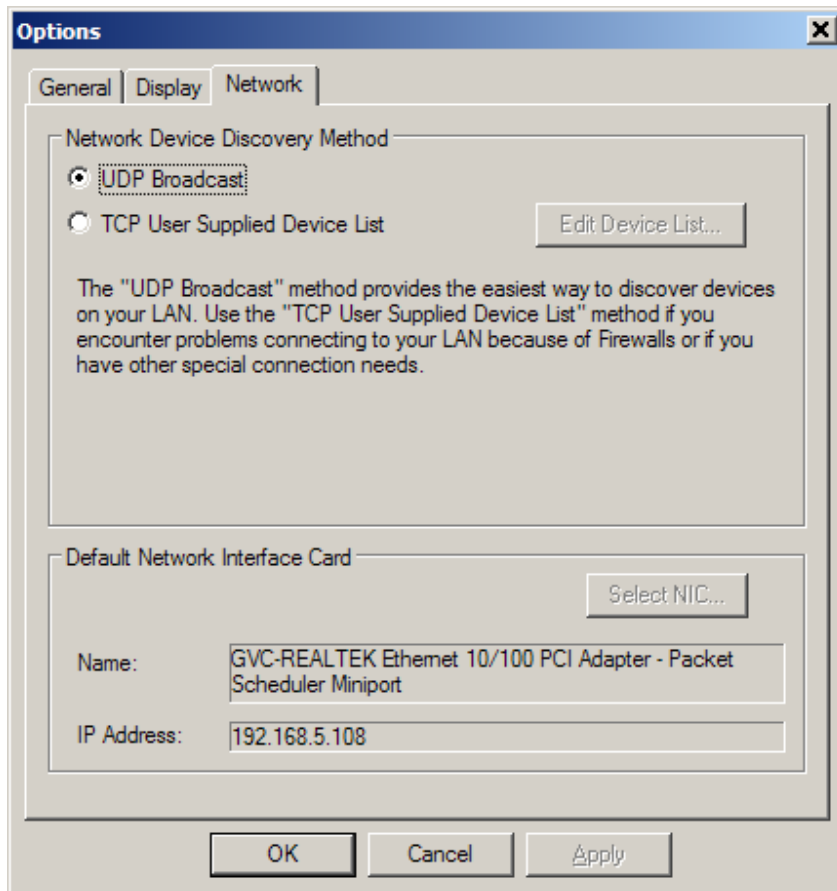 Options
General
Display
Network
Network Device Discovery Method
UDP Broadcast
TCP User Supplied Device List
Edit Device List...
The "UDP Broadcast" method provides the easiest way to discover devices
on your LAN. Use the "TCP User Supplied Device List" method if you
encounter problems connecting to your LAN because of Firewalls or if you
have other special connection needs.
Default Network Interface Card
Select NIC...
Name:
GVC-REALTEK Ethernet 10/100 PCI Adapter - Packet
Scheduler Miniport
IP Address:
192.168.5.108
OK
Cancel
Apply